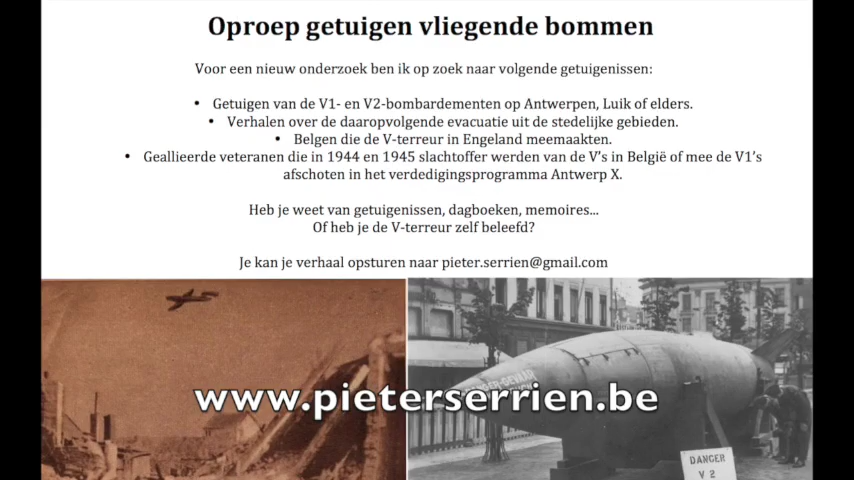 Oproep getuigen vliegende bommen
Voor een nieuw onderzoek ben ik op zoek naar volgende getuigenissen:
• Getuigen van de V1- en V2-bombardementen op Antwerpen, Luik of elders.
• Verhalen over de daaropvolgende evacuatie uit de stedelijke gebieden.
• Belgen die de V-terreur in Engeland meemaakten.
• Geallieerde veteranen die in 1944 en 1945 slachtoffer werden van de V's in België of mee de V1's
afschoten in het verdedigingsprogramma Antwerp X.
Heb je weet van getuigenissen, dagboeken, memoires...
Of heb je de V-terreur zelf beleefd?
Je kan je verhaal opsturen naar pieter.serrien@gmail.com
www.pieterserrien.be
DANGER
V 2